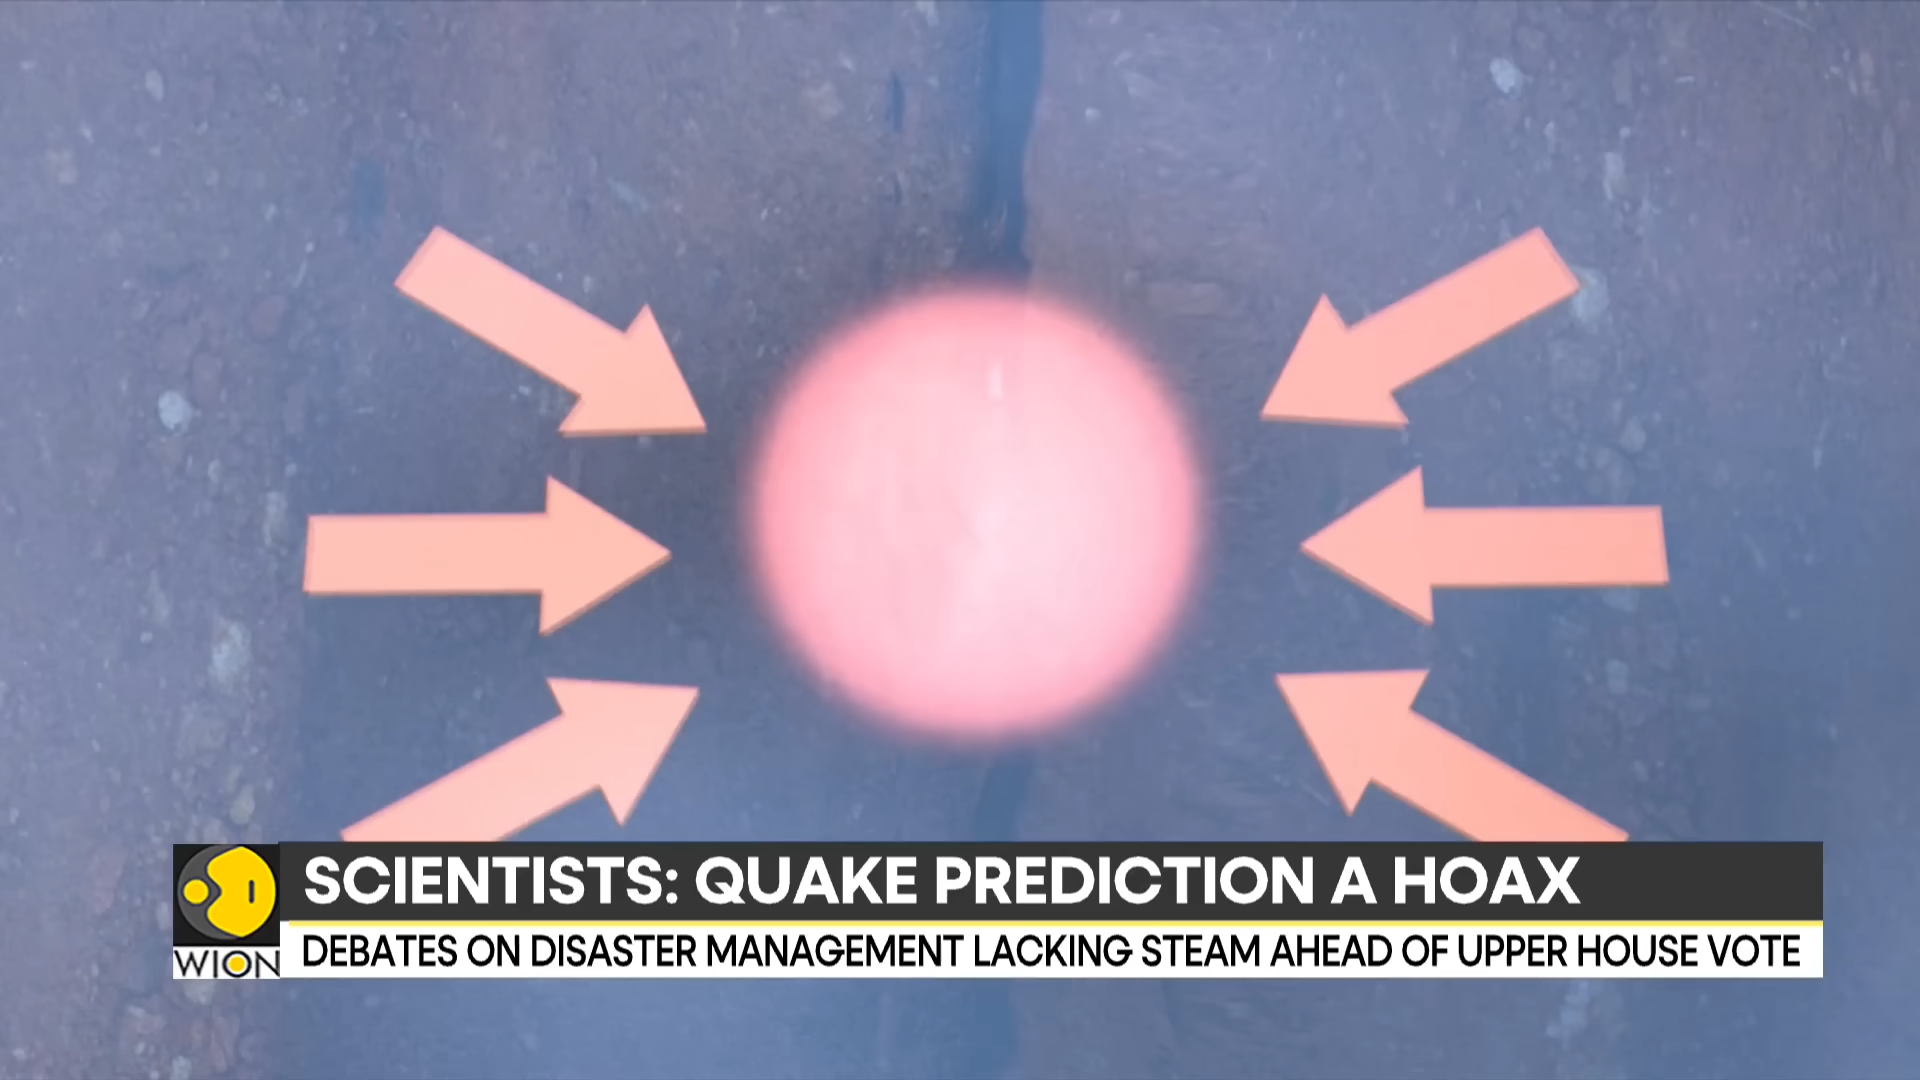 SCIENTISTS: QUAKE PREDICTION A HOAX
WION
DEBATES ON DISASTER MANAGEMENT LACKING STEAM AHEAD OF UPPER HOUSE VOTE